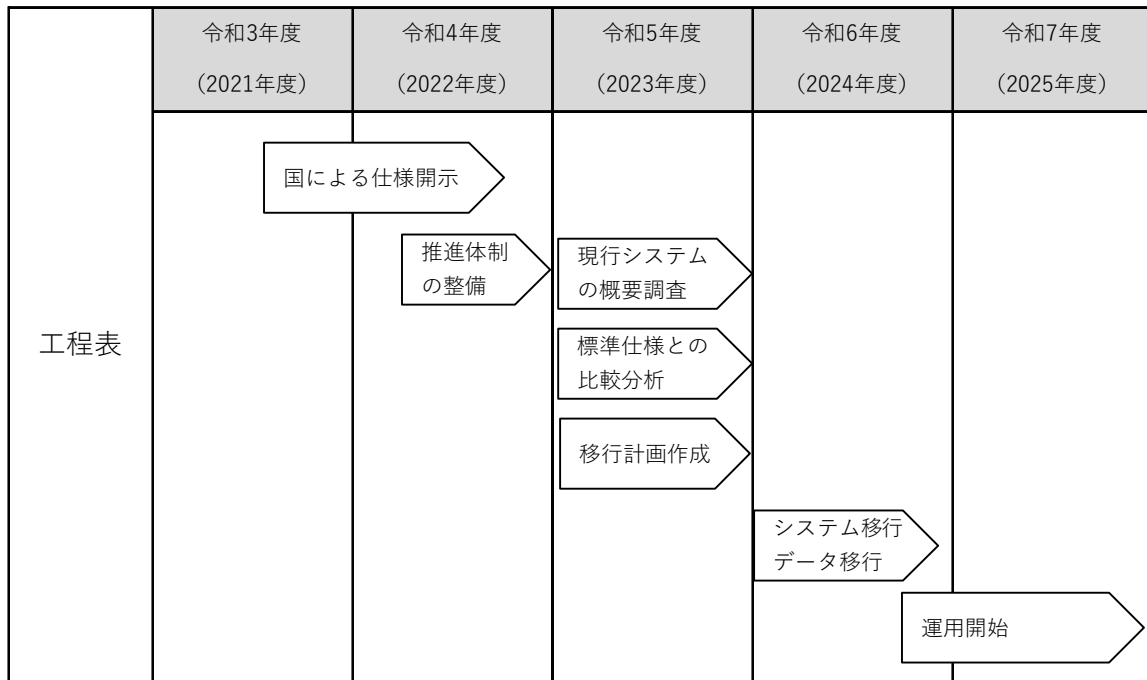 令和3年度
(2021年度)
令和4年度
(2022年度)
令和5年度
(2023年度)
令和6年度
(2024年度)
令和7年度
(2025年度)
工程表
国による仕様開示
推進体制
の整備
現行システム
の概要調査
標準仕様との
比較分析
移行計画作成
システム移行
データ移行
運用開始